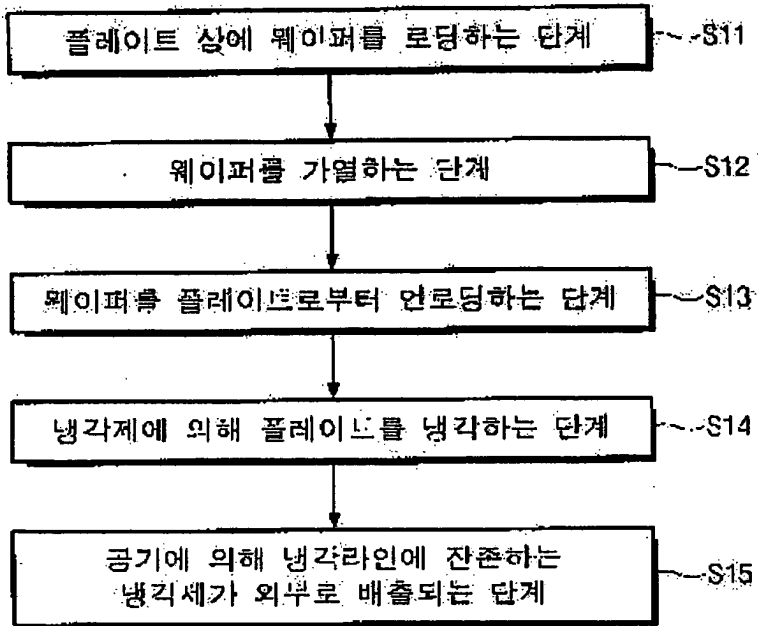 플레이트 상에 웨이퍼를 로딩하는 단계 S11
웨이퍼를 가열하는 단계 S12
웨이퍼를 플레이트로부터 언로딩하는 단계 S13
냉각제에 의해 플레이트를 냉각하는 단계 S14
공기에 의해 냉각라인에 잔존하는
냉각제가 외부로 배출되는 단계 S15